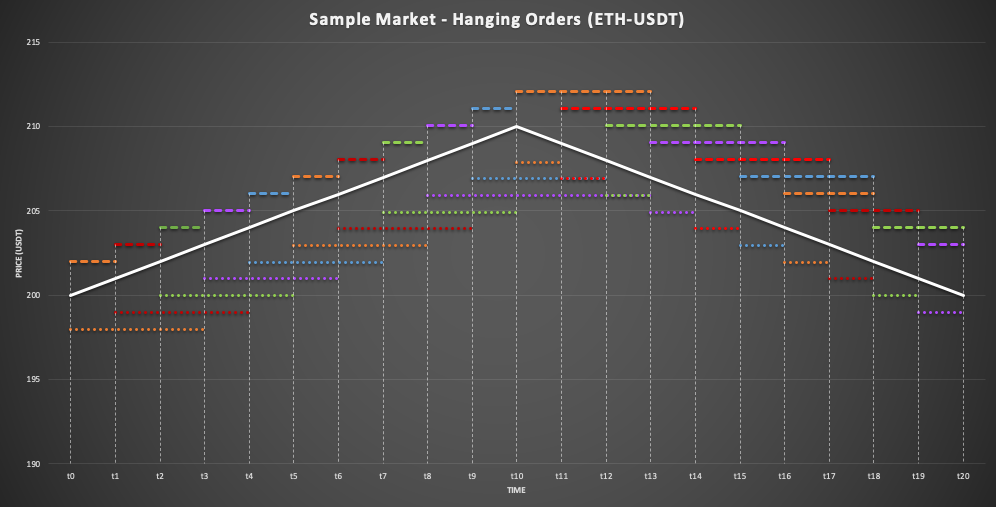 Sample Market - Hanging Orders (ETH-USDT)
215
210
205
200
195
190
PRICE (USDT)
t0 t1 t2 t3 t4 t5 t6 t7 t8 t9 t10 t11 t12 t13 t14 t15 t16 t17 t18 t19 t20
TIME